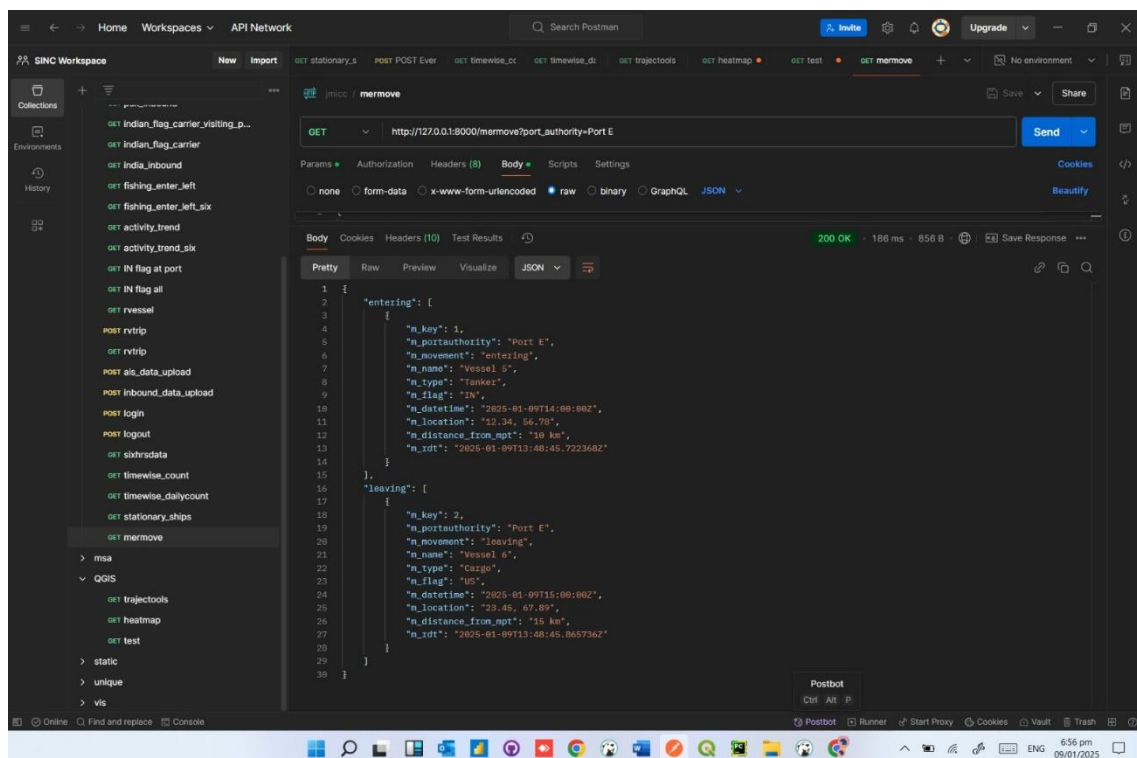 Home Workspaces API Network Search Postman Invite Upgrade
SINC Workspace New Import GET stationary_s POST POST Ever GET timewise_cc GET timewise_da GET trajectools GET heatmap GET test GET mermove No environment
Collections
Environments
History
GET indian_flag_carrier_visiting_p...
GET indian_flag_carrier
GET india_inbound
GET fishing_enter_left
GET fishing_enter_left_six
GET activity_trend
GET activity_trend_six
GET IN flag at port
GET IN flag all
GET rvessel
POST rvtrip
GET rvtrip
POST ais_data_upload
POST inbound_data_upload
POST login
POST logout
GET sixhrsdata
GET timewise_count
GET timewise_dailycount
GET stationary_ships
GET mermove
msa
QGIS
GET trajectools
GET heatmap
GET test
static
unique
vis
jmicc / mermove Save Share
GET http://127.0.0.1:8000/mermove?port_authority=Port E Send
Params Authorization Headers (8) Body Scripts Settings Cookies
none form-data x-www-form-urlencoded raw binary GraphQL JSON Beautify
Body Cookies Headers (10) Test Results 200 OK 186 ms 856 B Save Response
Pretty Raw Preview Visualize JSON
1 {
2 "entering": [
3 {
4 "m_key": 1,
5 "m_portauthority": "Port E",
6 "m_movement": "entering",
7 "m_name": "Vessel 5",
8 "m_type": "Tanker",
9 "m_flag": "IN",
10 "m_datetime": "2025-01-09T14:00:00Z",
11 "m_location": "12.34, 56.78",
12 "m_distance_from_mpt": "10 km",
13 "m_rdt": "2025-01-09T13:48:45.722368Z"
14 }
15 ],
16 "leaving": [
17 {
18 "m_key": 2,
19 "m_portauthority": "Port E",
20 "m_movement": "leaving",
21 "m_name": "Vessel 6",
22 "m_type": "Cargo",
23 "m_flag": "US",
24 "m_datetime": "2025-01-09T15:00:00Z",
25 "m_location": "23.45, 67.89",
26 "m_distance_from_mpt": "15 km",
27 "m_rdt": "2025-01-09T13:48:45.865736Z"
28 }
29 ]
30 }
Postbot
Ctrl Alt P
Online Find and replace Console Postbot Runner Start Proxy Cookies Vault Trash
ENG 6:56 pm
09/01/2025